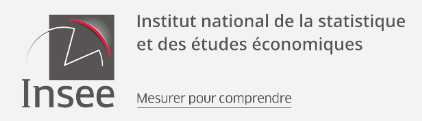 Institut national de la statistique
et des études économiques
Insee
Mesurer pour comprendre